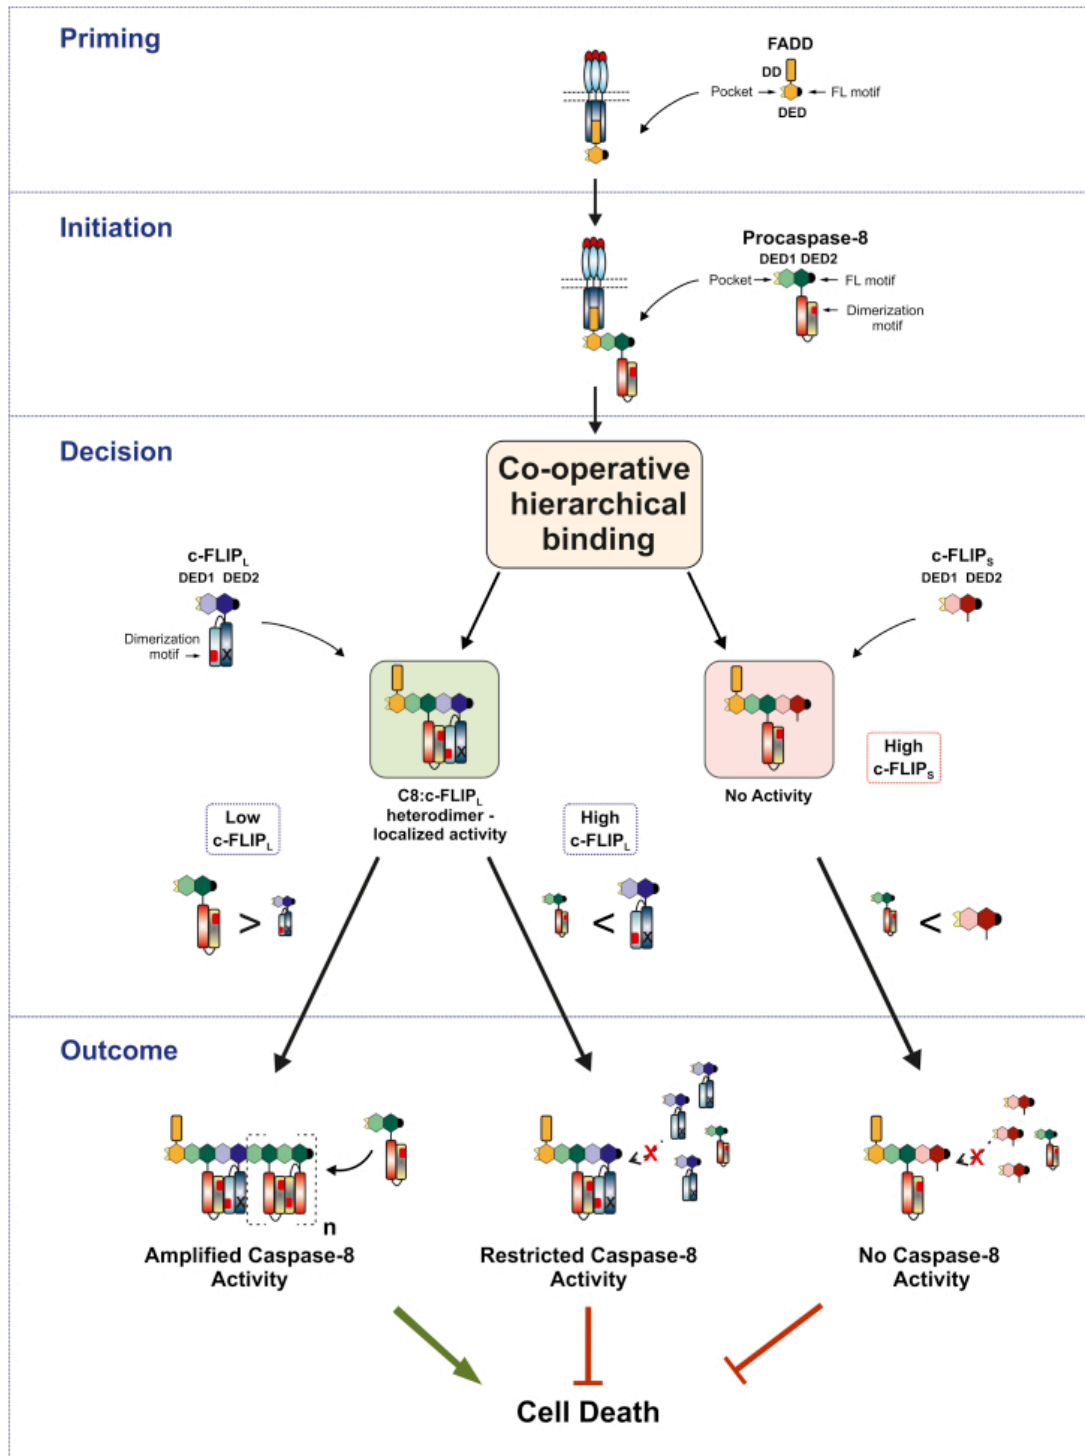 Priming
FADD
DD
Pocket
FL motif
DED
Initiation
Procaspase-8
DED1 DED2
Pocket
FL motif
Dimerization
motif
Decision
Co-operative
hierarchical
binding
c-FLIPL
DED1 DED2
Dimerization
motif
X
c-FLIPS
DED1 DED2
X
High
c-FLIPS
C8:c-FLIPL
heterodimer -
localized activity
No Activity
Low
c-FLIPL
High
c-FLIPL
>
X
<
X
<
Outcome
X
X
X
X
X
X
X
n
Amplified Caspase-8
Activity
Restricted Caspase-8
Activity
No Caspase-8
Activity
Cell Death